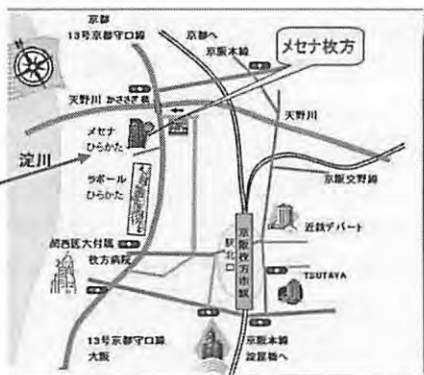 京都
13号京都守口線
京都へ
京阪本線
メセナ枚方
天野川 かささぎ橋
天野川
メセナ
ひらかた
淀川
京阪交野線
ラポール
ひらかた
近鉄デパート
京阪枚方市駅
駅北口
関西医大付属
枚方病院
TSUTAYA
13号京都守口線
大阪
京阪本線
淀屋橋へ